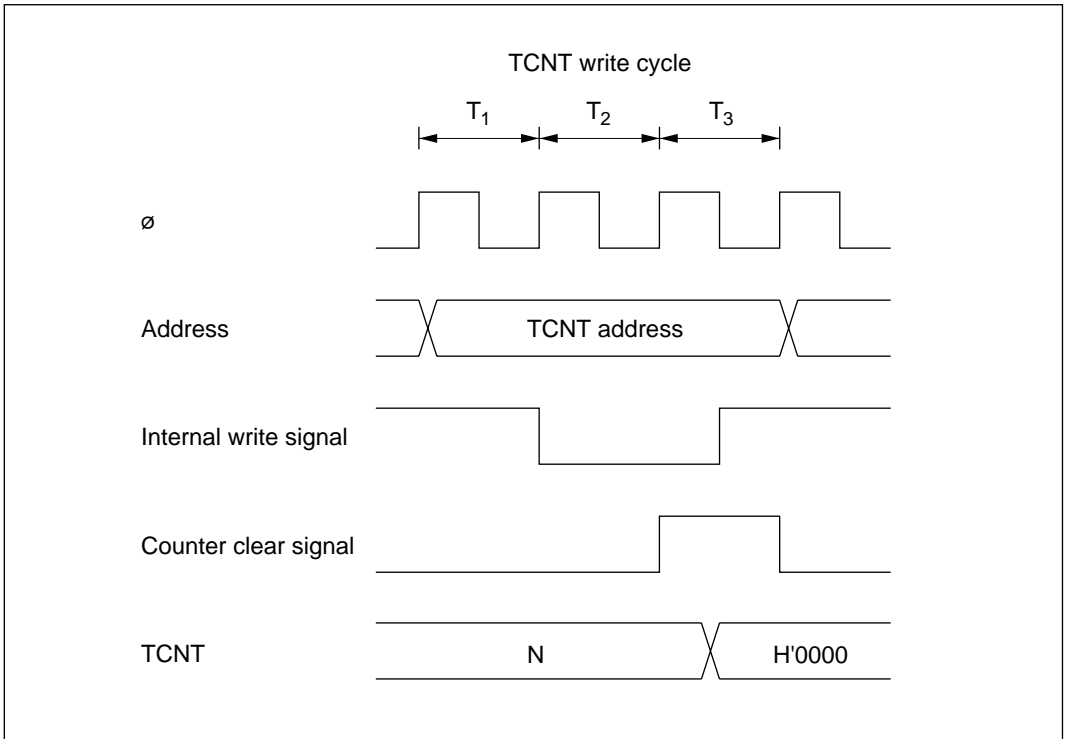 TCNT write cycle
T1 T2 T3
ø
Address TCNT address
Internal write signal
Counter clear signal
TCNT N H'0000